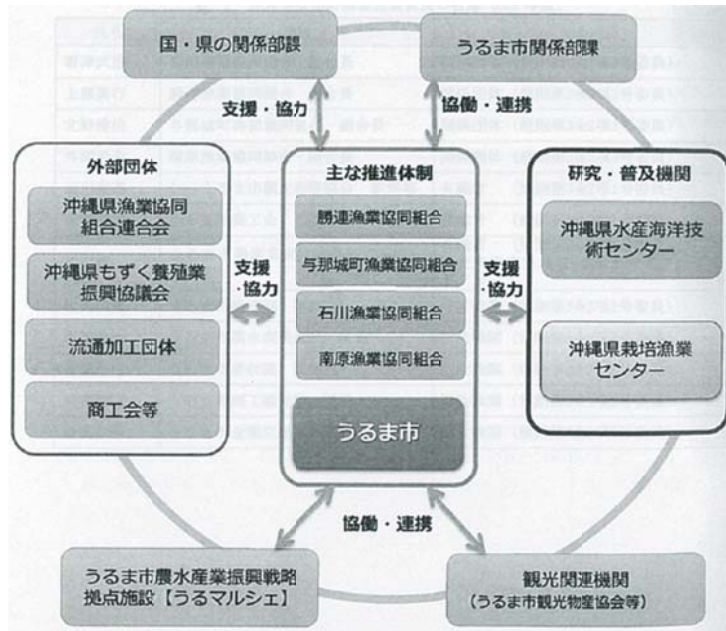 国・県の関係部課
うるま市関係部課
支援・協力
協働・連携
外部団体
沖縄県漁業協同
組合連合会
沖縄県もずく養殖業
振興協議会
流通加工団体
商工会等
支援
・協力
主な推進体制
勝連漁業協同組合
与那城町漁業協同組合
石川漁業協同組合
南原漁業協同組合
うるま市
支援
・協力
研究・普及機関
沖縄県水産海洋技
術センター
沖縄県栽培漁業
センター
協働・連携
うるま市農水産業振興戦略
拠点施設【うるマルシェ】
観光関連機関
(うるま市観光物産協会等)